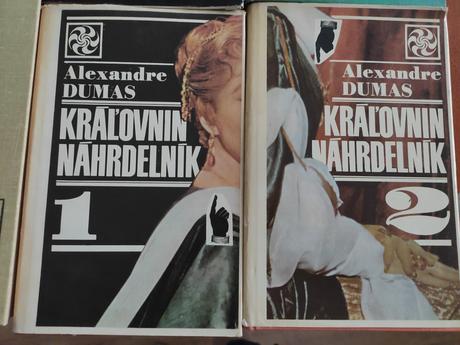 Alexandre
DUMAS
KRÁĽOVNIN
NÁHRDELNÍK
1
Alexandre
DUMAS
KRÁĽOVNIN
NÁHRDELNÍK
2